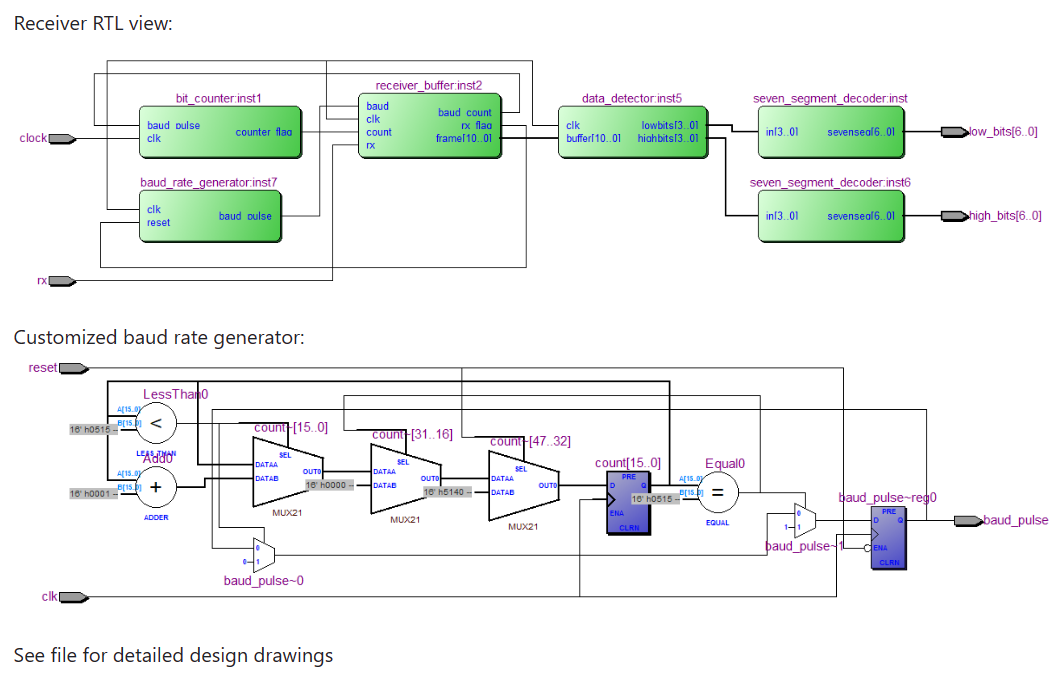 Receiver RTL view:
bit_counter:inst1
baud_pulse
clk
counter_flag
receiver_buffer:inst2
baud
clk
count
rx
baud_count
rx_flag
frame[10..0]
data_detector:inst5
clk
buffer[10..0]
lowbits[3..0]
highbits[3..0]
seven_segment_decoder:inst
in[3..0]
sevenseg[6..0]
low_bits[6..0]
clock
baud_rate_generator:inst7
clk
reset
baud_pulse
seven_segment_decoder:inst6
in[3..0]
sevenseg[6..0]
high_bits[6..0]
rx
Customized baud rate generator:
reset
LessThan0
A[15..0]
B[15..0]
16' h0515
<
LESS_THAN
Add0
A[15..0]
B[15..0]
16' h0001
+
ADDER
count~[15..0]
SEL
DATAA
DATAB
OUT0
MUX21
count~[31..16]
SEL
DATAA
DATAB
OUT0
16' h0000
MUX21
count~[47..32]
SEL
DATAA
DATAB
OUT0
16' h5140
MUX21
count[15..0]
PRE
D
Q
ENA
CLRN
Equal0
A[15..0]
B[15..0]
16' h0515
=
EQUAL
baud_pulse~0
0
0
1
baud_pulse~1
0
1
1
baud_pulse~reg0
PRE
D
Q
ENA
CLRN
baud_pulse
clk
See file for detailed design drawings